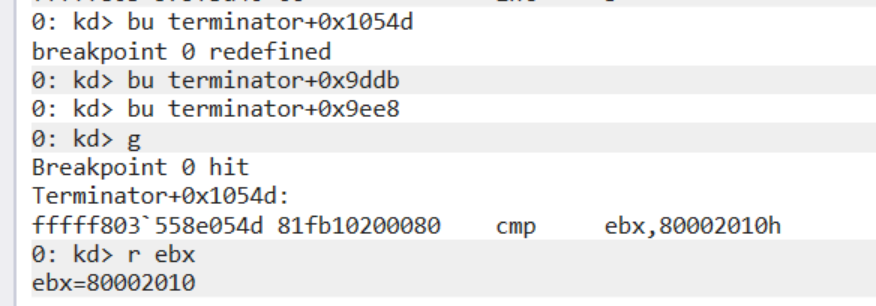 0: kd> bu terminator+0x1054d
breakpoint 0 redefined
0: kd> bu terminator+0x9ddb
0: kd> bu terminator+0x9ee8
0: kd> g
Breakpoint 0 hit
Terminator+0x1054d:
fffff803`558e054d 81fb10200080    cmp     ebx,80002010h
0: kd> r ebx
ebx=80002010